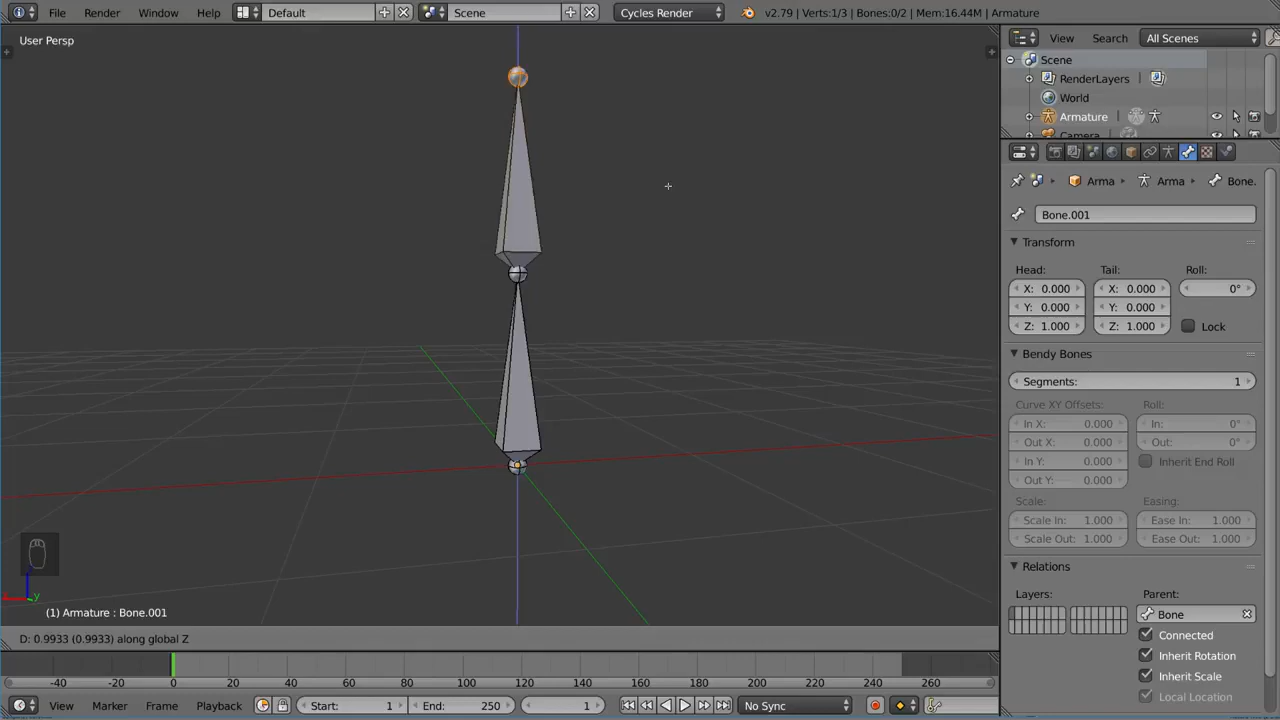 File Render Window Help Default Scene Cycles Render v2.79 | Verts:1/3 | Bones:0/2 | Mem:16.44M | Armature
View Search All Scenes
User Persp
Scene
RenderLayers
World
Armature
Camera
Arma Arma Bone.
Bone.001
Transform
Head: Tail: Roll:
X: 0.000 X: 0.000 0°
Y: 0.000 Y: 0.000
Z: 1.000 Z: 1.000 Lock
Bendy Bones
Segments: 1
Curve XY Offsets: Roll:
In X: 0.000 In: 0°
Out X: 0.000 Out: 0°
In Y: 0.000 Inherit End Roll
Out Y: 0.000
Scale: Easing:
Scale In: 1.000 Ease In: 1.000
Scale Out: 1.000 Ease Out: 1.000
Relations
Layers: Parent:
Bone
Connected
Inherit Rotation
Inherit Scale
Local Location
y
(1) Armature : Bone.001
D: 0.9933 (0.9933) along global Z
-40 -20 0 20 40 60 80 100 120 140 160 180 200 220 240 260
View Marker Frame Playback Start: 1 End: 250 1 No Sync